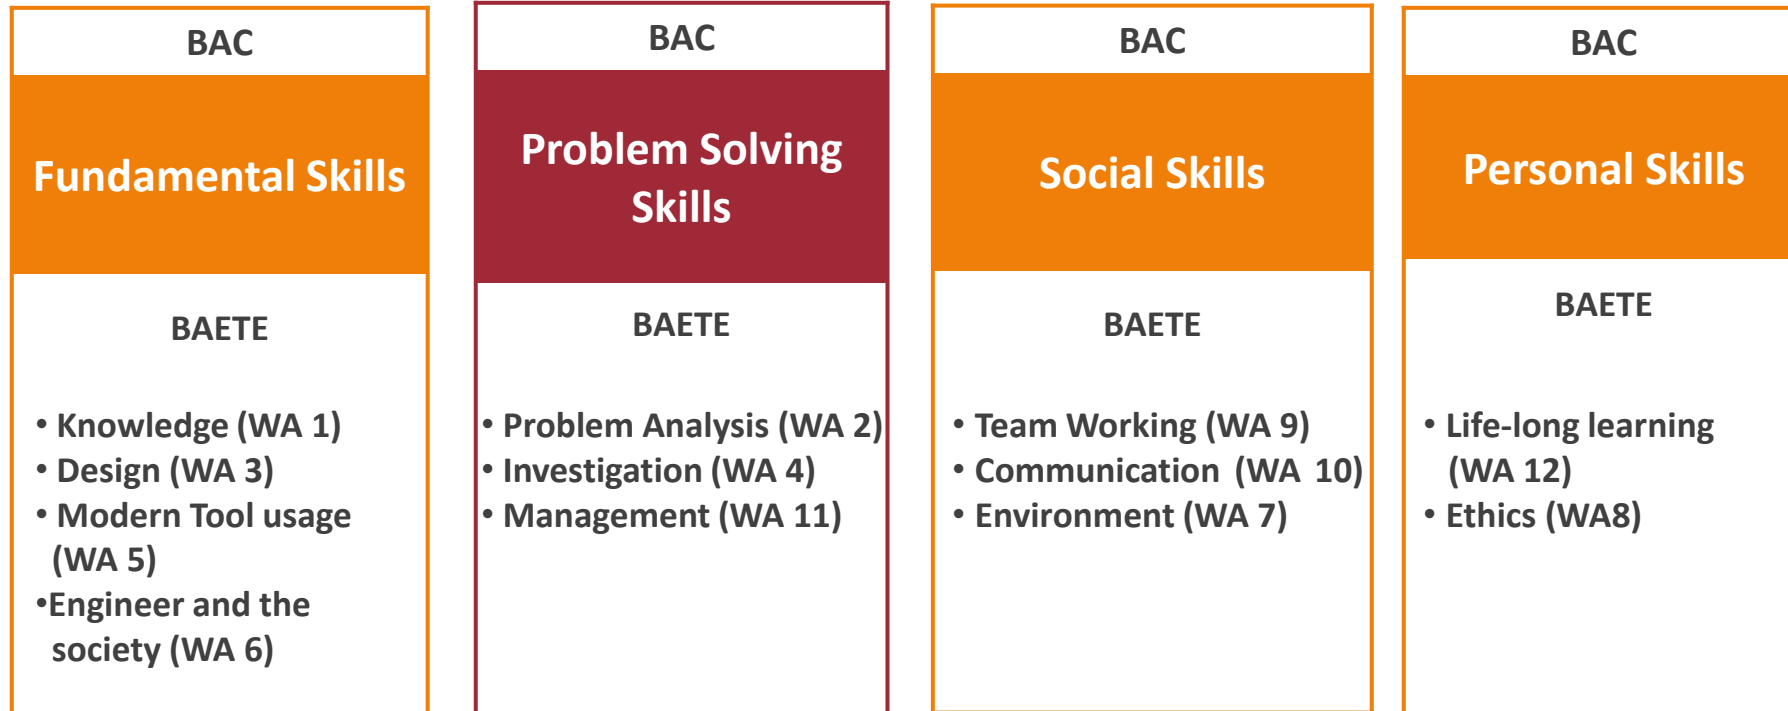 BAC
Fundamental Skills
BAETE
• Knowledge (WA 1)
• Design (WA 3)
• Modern Tool usage
(WA 5)
•Engineer and the
society (WA 6)
BAC
Problem Solving
Skills
BAETE
• Problem Analysis (WA 2)
• Investigation (WA 4)
• Management (WA 11)
BAC
Social Skills
BAETE
• Team Working (WA 9)
• Communication (WA 10)
• Environment (WA 7)
BAC
Personal Skills
BAETE
• Life-long learning
(WA 12)
• Ethics (WA8)